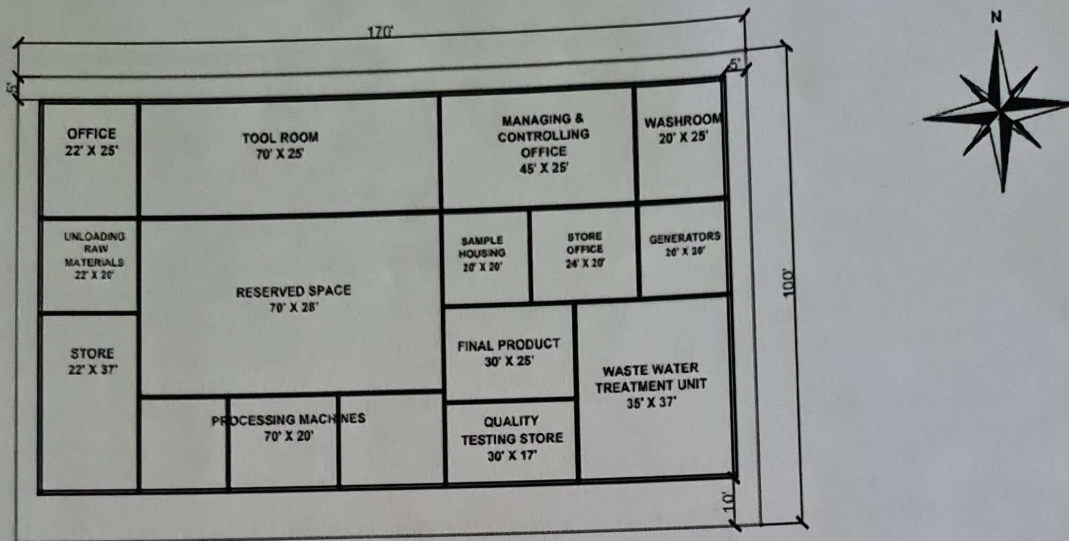 170'
N
5'
5'
OFFICE
22' X 25'
TOOL ROOM
70' X 25'
MANAGING &
CONTROLLING
OFFICE
45' X 25'
WASHROOM
20' X 25'
UNLOADING
RAW
MATERIALS
22' X 20'
RESERVED SPACE
70' X 28'
SAMPLE
HOUSING
20' X 20'
STORE
OFFICE
24' X 20'
GENERATORS
20' X 20'
100'
STORE
22' X 37'
FINAL PRODUCT
30' X 25'
WASTE WATER
TREATMENT UNIT
35' X 37'
PROCESSING MACHINES
70' X 20'
QUALITY
TESTING STORE
30' X 17'
10'